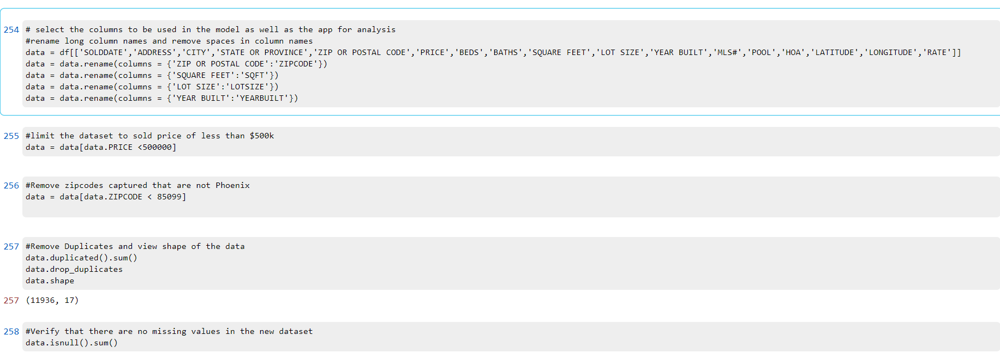 254 # select the columns to be used in the model as well as the app for analysis
#rename long column names and remove spaces in column names
data = df[['SOLDDATE','ADDRESS','CITY','STATE OR PROVINCE','ZIP OR POSTAL CODE','PRICE','BEDS','BATHS','SQUARE FEET','LOT SIZE','YEAR BUILT','MLS#','POOL','HOA','LATITUDE','LONGITUDE','RATE']]
data = data.rename(columns = {'ZIP OR POSTAL CODE':'ZIPCODE'})
data = data.rename(columns = {'SQUARE FEET':'SQFT'})
data = data.rename(columns = {'LOT SIZE':'LOTSIZE'})
data = data.rename(columns = {'YEAR BUILT':'YEARBUILT'})
255 #limit the dataset to sold price of less than $500k
data = data[data.PRICE <500000]
256 #Remove zipcodes captured that are not Phoenix
data = data[data.ZIPCODE < 85099]
257 #Remove Duplicates and view shape of the data
data.duplicated().sum()
data.drop_duplicates
data.shape
257 (11936, 17)
258 #Verify that there are no missing values in the new dataset
data.isnull().sum()